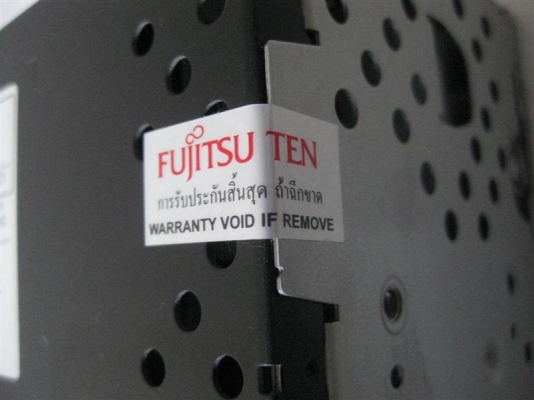 FUJITSU TEN
การรับประกันสิ้นสุด ถ้าฉีกขาด
WARRANTY VOID IF REMOVE